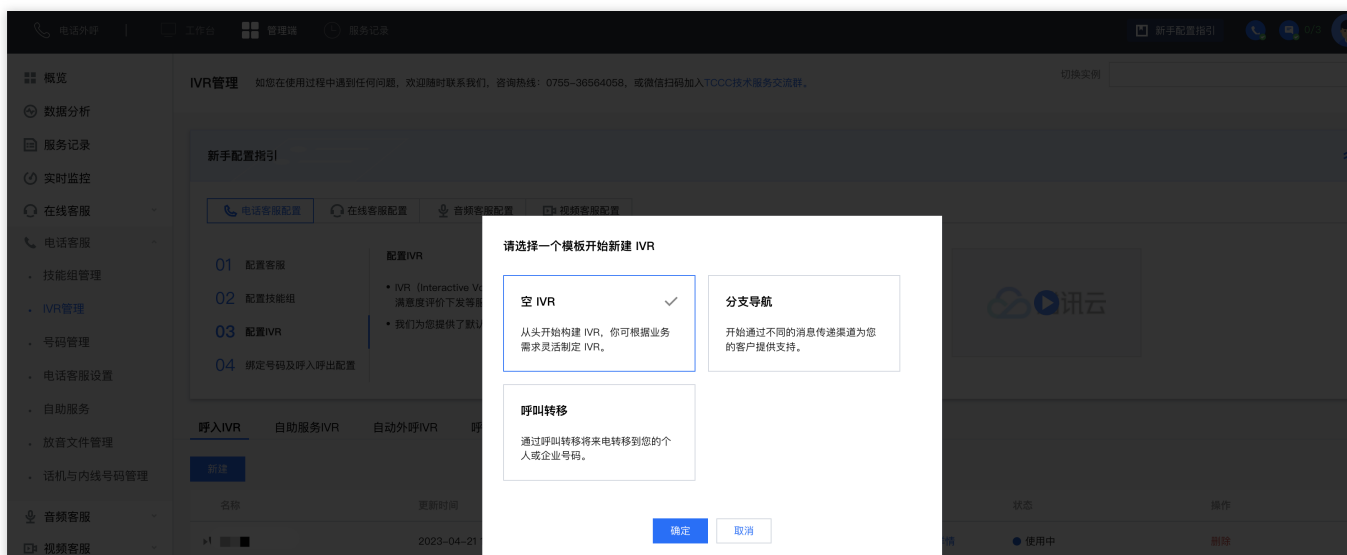 电话外呼
工作台
管理端
服务记录
新手配置指引
0/3
概览
数据分析
服务记录
实时监控
在线客服
电话客服
技能组管理
IVR管理
号码管理
电话客服设置
自助服务
放音文件管理
话机与内线号码管理
音频客服
视频客服
IVR管理 如您在使用过程中遇到任何问题，欢迎随时联系我们，咨询热线：0755-36564058，或微信扫码加入TCCC技术服务交流群。
切换实例
新手配置指引
电话客服配置
在线客服配置
音频客服配置
视频客服配置
01 配置客服
02 配置技能组
03 配置IVR
04 绑定号码及呼入呼出配置
配置IVR
• IVR（Interactive Vo
满意度评价下发等服
• 我们为您提供了默认
讯云
请选择一个模板开始新建 IVR
空 IVR
从头开始构建 IVR，你可根据业务
需求灵活制定 IVR。
分支导航
开始通过不同的消息传递渠道为您
的客户提供支持。
呼叫转移
通过呼叫转移将来电转移到您的个
人或企业号码。
确定
取消
呼入IVR
自助服务IVR
自动外呼IVR
新建
名称
更新时间
状态
操作
2023-04-21
使用中
删除